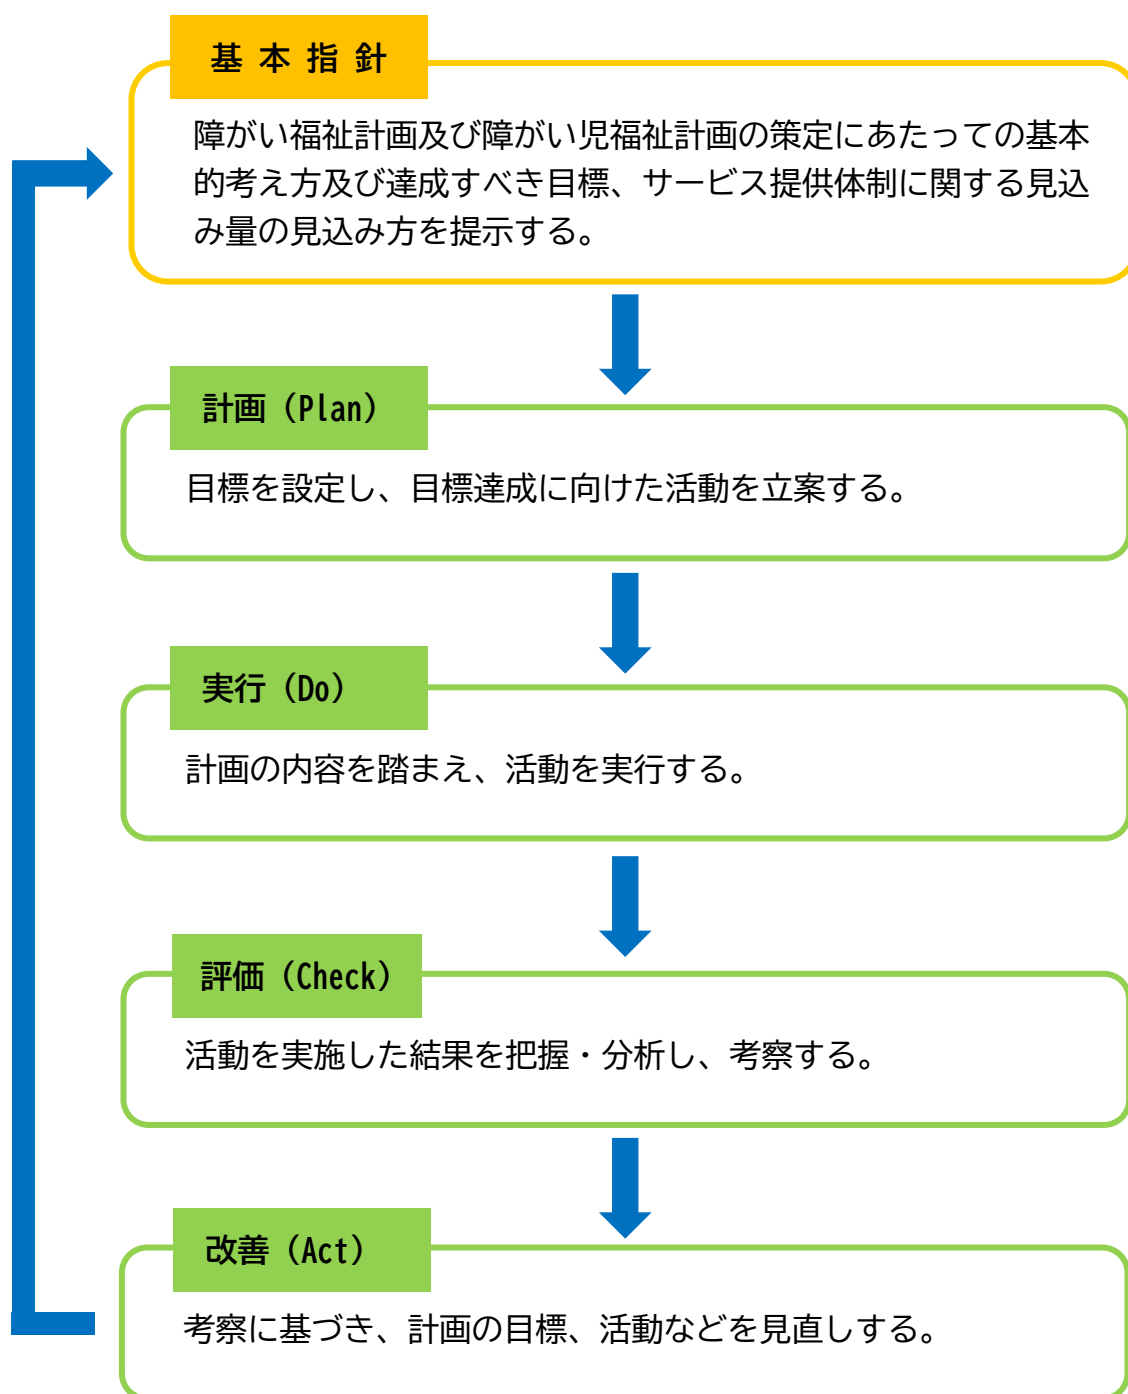 基本指針
障がい福祉計画及び障がい児福祉計画の策定にあたっての基本
的考え方及び達成すべき目標、サービス提供体制に関する見込
み量の見込み方を提示する。
計画（Plan）
目標を設定し、目標達成に向けた活動を立案する。
実行（Do）
計画の内容を踏まえ、活動を実行する。
評価（Check）
活動を実施した結果を把握・分析し、考察する。
改善（Act）
考察に基づき、計画の目標、活動などを見直しする。